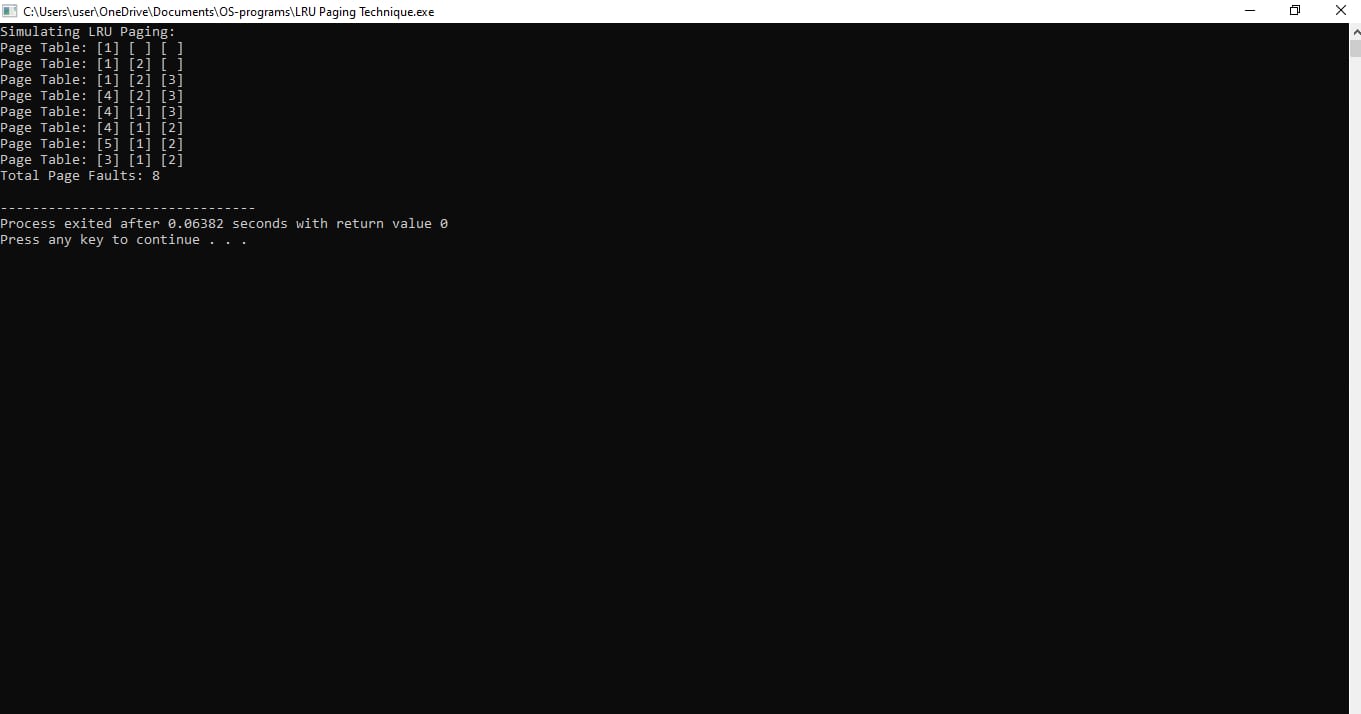 C:\Users\user\OneDrive\Documents\OS-programs\LRU Paging Technique.exe
Simulating LRU Paging:
Page Table: [1] [ ] [ ]
Page Table: [1] [2] [ ]
Page Table: [1] [2] [3]
Page Table: [4] [2] [3]
Page Table: [4] [1] [3]
Page Table: [4] [1] [2]
Page Table: [5] [1] [2]
Page Table: [3] [1] [2]
Total Page Faults: 8
--------------------------------
Process exited after 0.06382 seconds with return value 0
Press any key to continue . . .